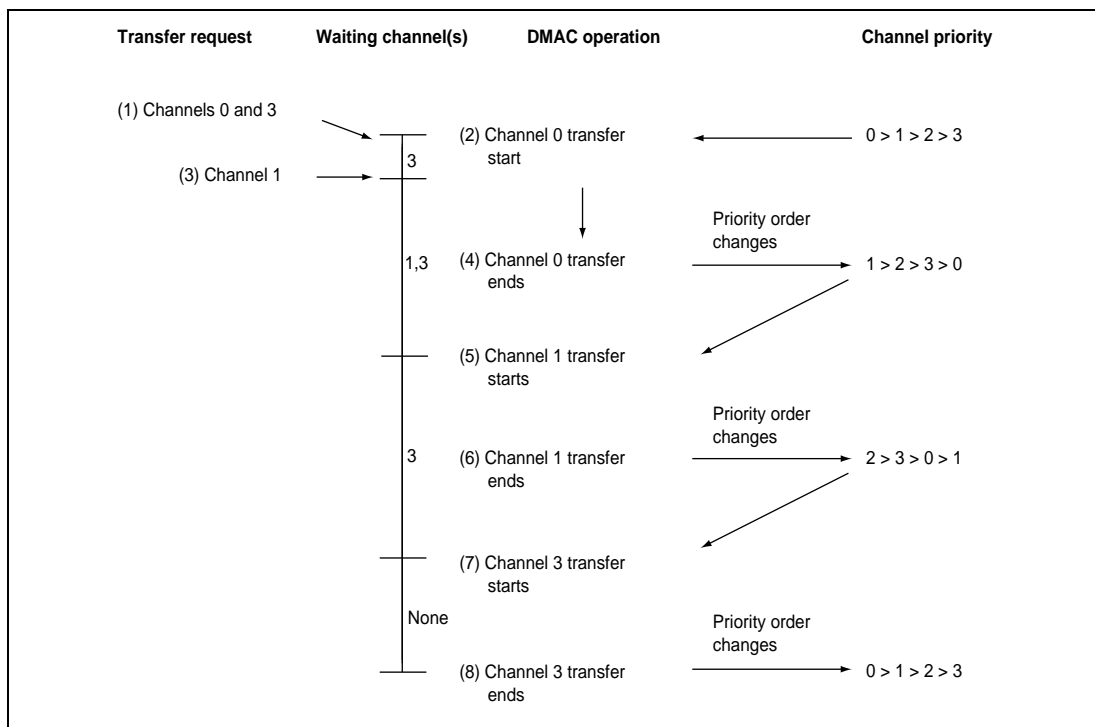 Transfer request
Waiting channel(s)
DMAC operation
Channel priority
(1) Channels 0 and 3
3
(2) Channel 0 transfer
start
0 > 1 > 2 > 3
(3) Channel 1
1,3
(4) Channel 0 transfer
ends
Priority order
changes
1 > 2 > 3 > 0
(5) Channel 1 transfer
starts
3
(6) Channel 1 transfer
ends
Priority order
changes
2 > 3 > 0 > 1
(7) Channel 3 transfer
starts
None
(8) Channel 3 transfer
ends
Priority order
changes
0 > 1 > 2 > 3